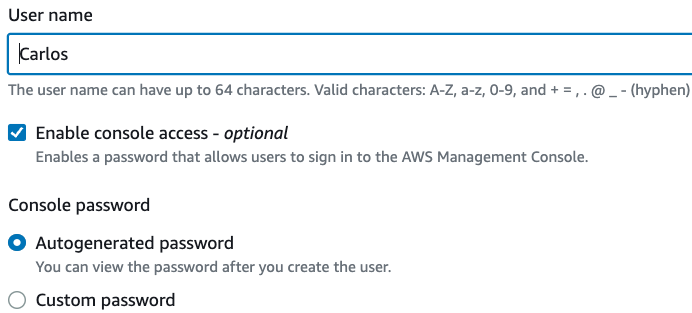 User name
Carlos
The user name can have up to 64 characters. Valid characters: A-Z, a-z, 0-9, and + = , . @ _ - (hyphen)
Enable console access - optional
Enables a password that allows users to sign in to the AWS Management Console.
Console password
Autogenerated password
You can view the password after you create the user.
Custom password